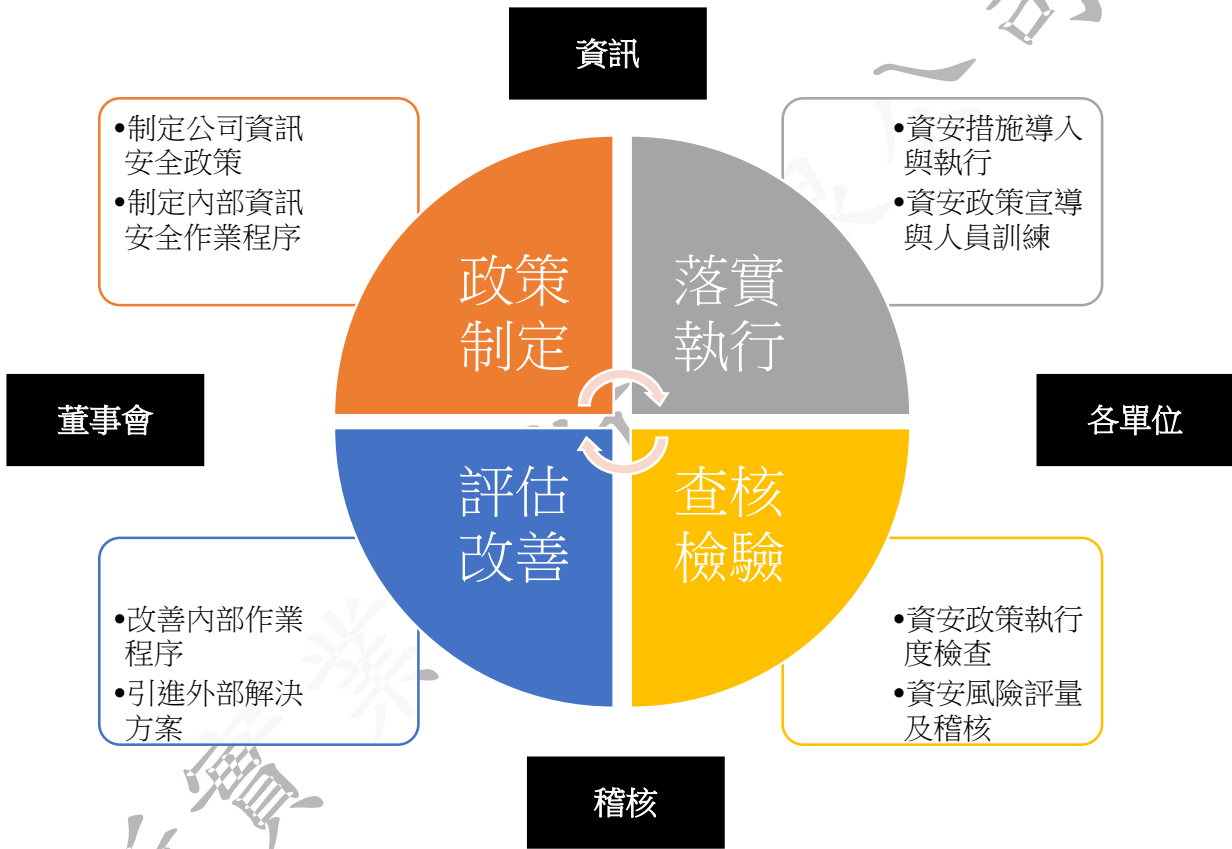 資訊
•制定公司資訊
安全政策
•制定內部資訊
安全作業程序
•資安措施導入
與執行
•資安政策宣導
與人員訓練
政策
制定
落實
執行
董事會
各單位
評估
改善
查核
檢驗
•改善內部作業
程序
•引進外部解決
方案
•資安政策執行
度檢查
•資安風險評量
及稽核
稽核